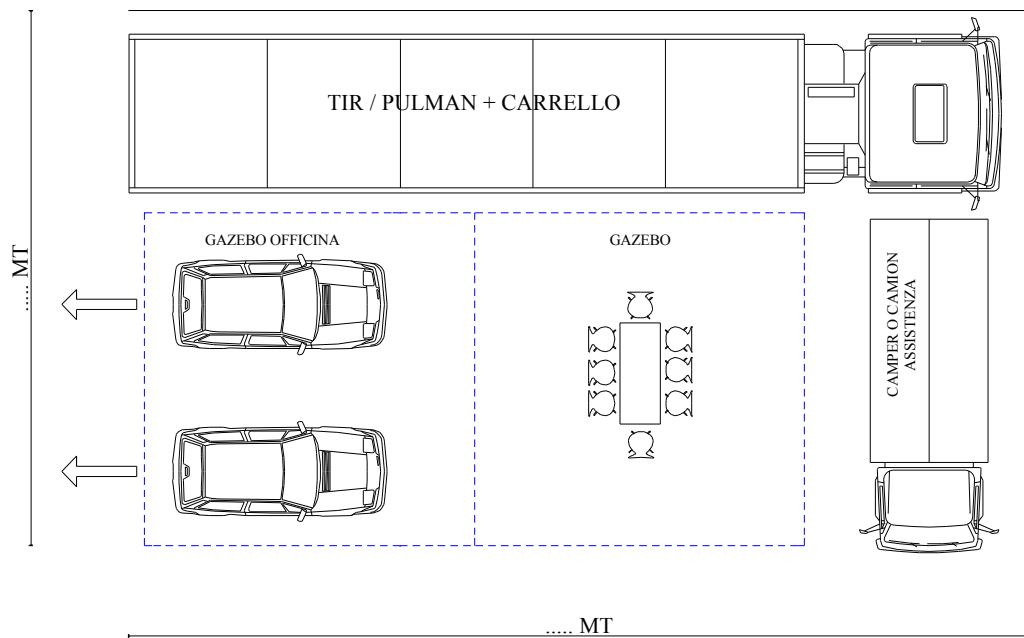 TIR / PULMAN + CARRELLO
GAZEBO OFFICINA
GAZEBO
CAMPER O CAMION
ASSISTENZA
..... MT
..... MT